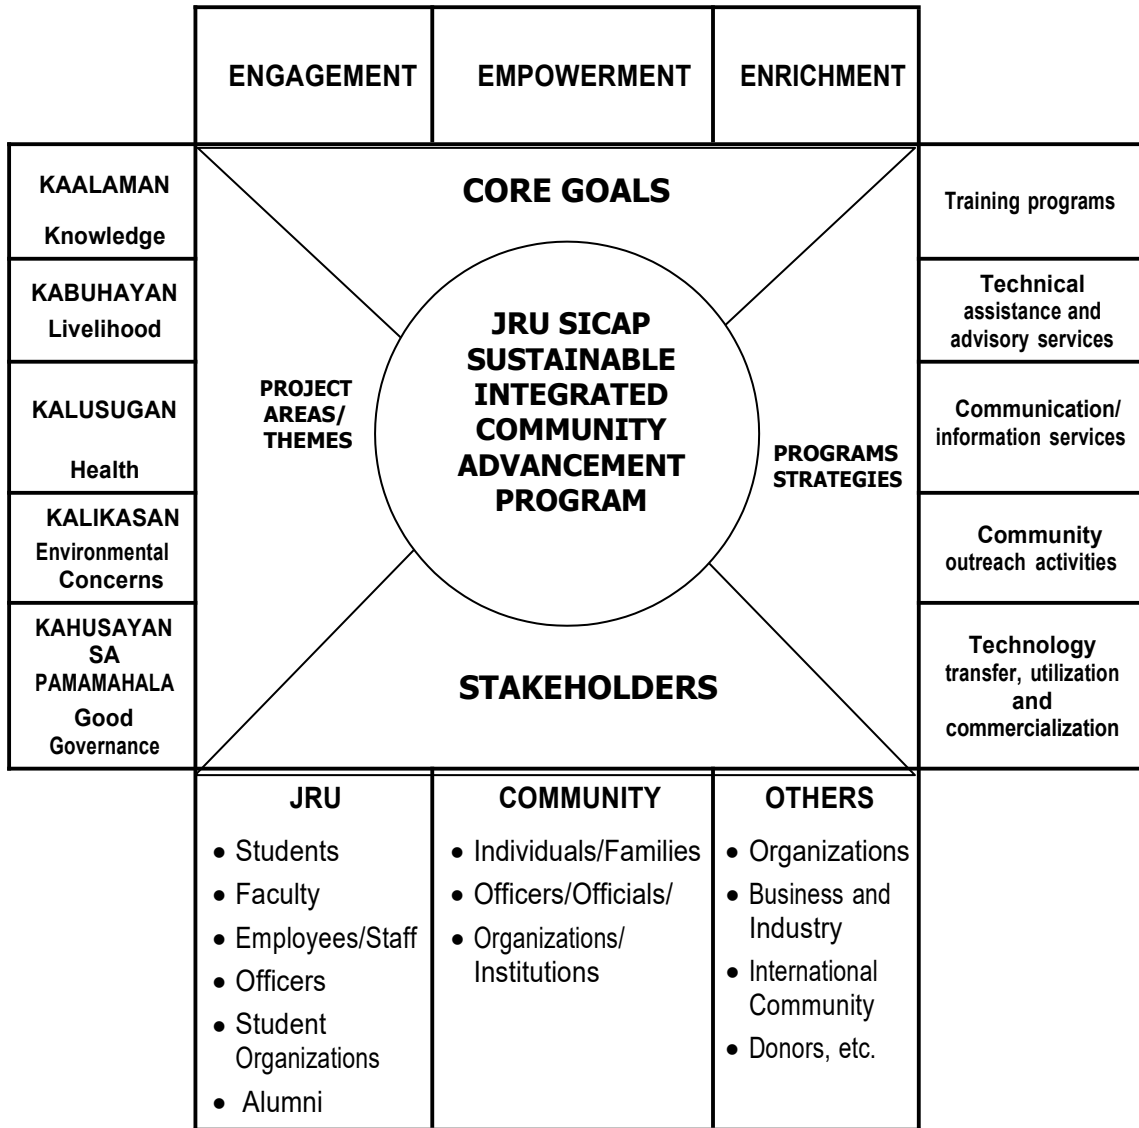 ENGAGEMENT
EMPOWERMENT
ENRICHMENT
KAALAMAN
Knowledge
KABUHAYAN
Livelihood
KALUSUGAN
Health
KALIKASAN
Environmental
Concerns
KAHUSAYAN
SA
PAMAMAHALA
Good
Governance
CORE GOALS
PROJECT
AREAS/
THEMES
JRU SICAP
SUSTAINABLE
INTEGRATED
COMMUNITY
ADVANCEMENT
PROGRAM
PROGRAMS
STRATEGIES
STAKEHOLDERS
Training programs
Technical
assistance and
advisory services
Communication/
information services
Community
outreach activities
Technology
transfer, utilization
and
commercialization
JRU
• Students
• Faculty
• Employees/Staff
• Officers
• Student
Organizations
• Alumni
COMMUNITY
• Individuals/Families
• Officers/Officials/
• Organizations/
Institutions
OTHERS
• Organizations
• Business and
Industry
• International
Community
• Donors, etc.